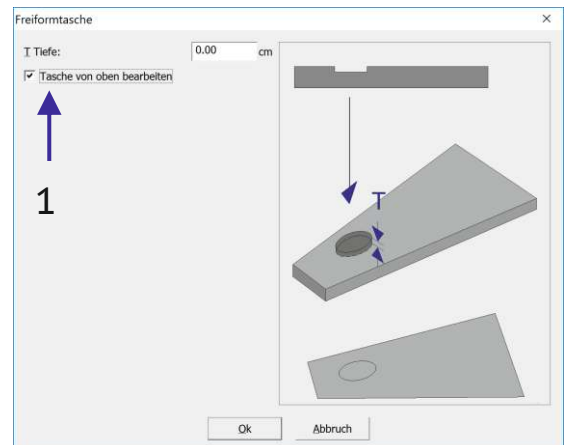 Freiformtasche
T Tiefe: 0.00 cm
Tasche von oben bearbeiten
1
T
Ok Abbruch